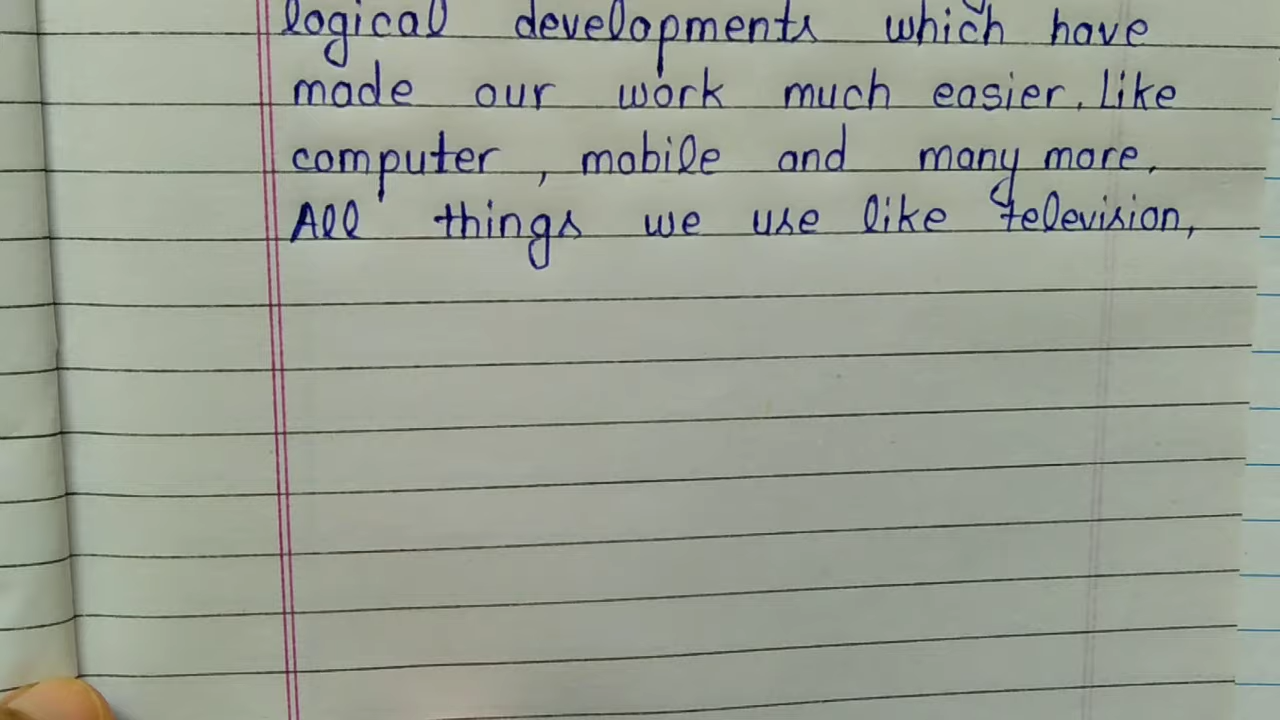 logical developments which have
made our work much easier. Like
computer, mobile and many more.
All things we use like television,